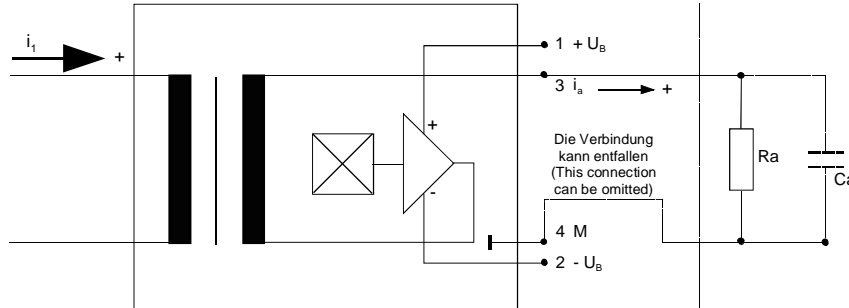 i1
+
1 + UB
3 ia
+
+
-
Die Verbindung
kann entfallen
(This connection
can be omitted)
Ra
Ca
4 M
2 - UB